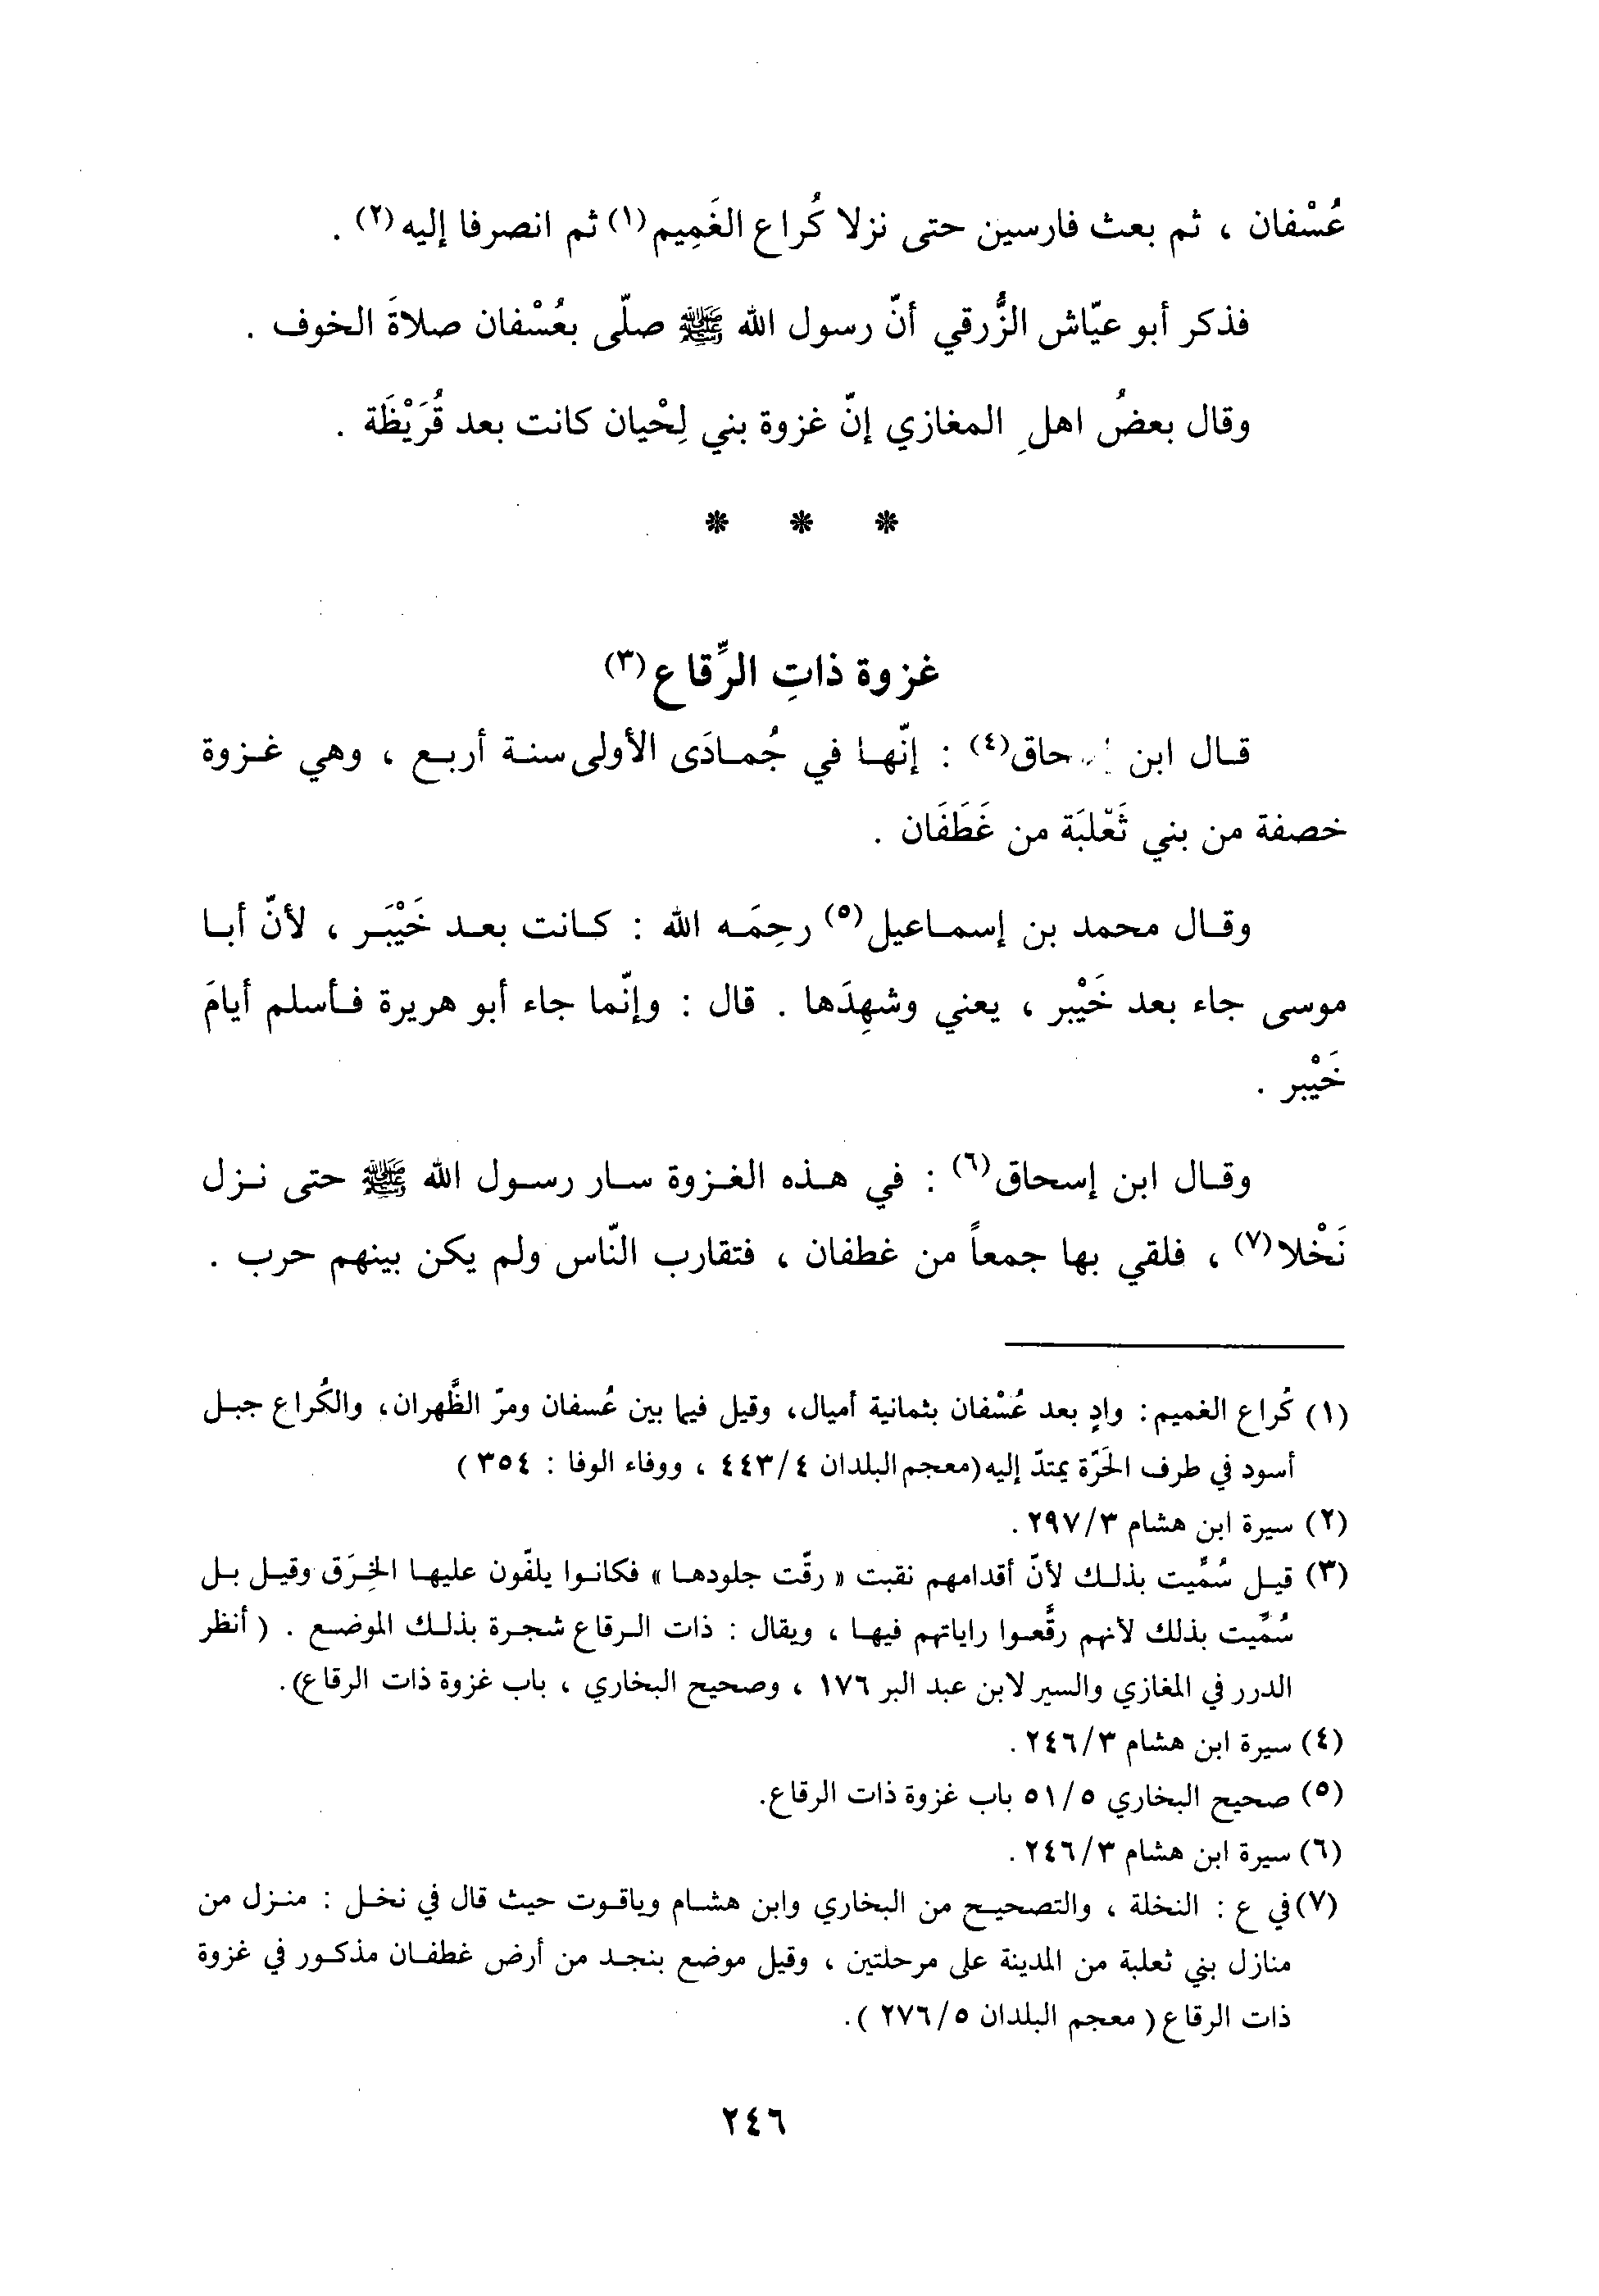 عُسْفان ، ثم بعث فارسين حتى نزلا كُراع الغَمِيم(١) ثم انصرفا إليه(٢) .
فذكر أبو عيّاش الزُّرقي أنّ رسول الله ﷺ صلّى بعُسْفان صلاةَ الخوف .
وقال بعضُ اهلِ المغازي إنّ غزوة بني لِحْيان كانت بعد قُرَيْظَة .
* * *
غزوة ذاتِ الرِّقاع(٣)
قال ابن إسحاق(٤) : إنّها في جُمادَى الأولى سنة أربع ، وهي غزوة
خصفة من بني ثَعْلبَة من غَطَفَان .
وقال محمد بن إسماعيل(٥) رحِمَه الله : كانت بعد خَيْبَر ، لأنّ أبا
موسى جاء بعد خَيْبر ، يعني وشهِدَها . قال : وإنّما جاء أبو هريرة فأسلم أيامَ
خَيْبر .
وقال ابن إسحاق(٦) : في هذه الغزوة سار رسول الله ﷺ حتى نزل
نَخْلا(٧) ، فلقي بها جمعاً من غطفان ، فتقارب النّاس ولم يكن بينهم حرب .
(١) كُراع الغميم: وادٍ بعد عُسْفان بثمانية أميال، وقيل فيما بين عُسفان ومرّ الظَّهران، والكُراع جبل
أسود في طرف الحَرّة يمتدّ إليه (معجم البلدان ٤/٤٤٣ ، ووفاء الوفا : ٣٥٤ )
(٢) سيرة ابن هشام ٣/٢٩٧ .
(٣) قيل سُمِّيت بذلك لأنّ أقدامهم نقبت « رقّت جلودها » فكانوا يلفّون عليها الخِرَق وقيل بل
سُمِّيت بذلك لأنهم رقَّعوا راياتهم فيها ، ويقال : ذات الرقاع شجرة بذلك الموضع . ( أنظر
الدرر في المغازي والسير لابن عبد البر ١٧٦ ، وصحيح البخاري ، باب غزوة ذات الرقاع).
(٤) سيرة ابن هشام ٣/٢٤٦ .
(٥) صحيح البخاري ٥/٥١ باب غزوة ذات الرقاع.
(٦) سيرة ابن هشام ٣/٢٤٦ .
(٧) في ع : النخلة ، والتصحيح من البخاري وابن هشام وياقوت حيث قال في نخل : منزل من
منازل بني ثعلبة من المدينة على مرحلتين ، وقيل موضع بنجد من أرض غطفان مذكور في غزوة
ذات الرقاع ( معجم البلدان ٥/٢٧٦ ).
٢٤٦